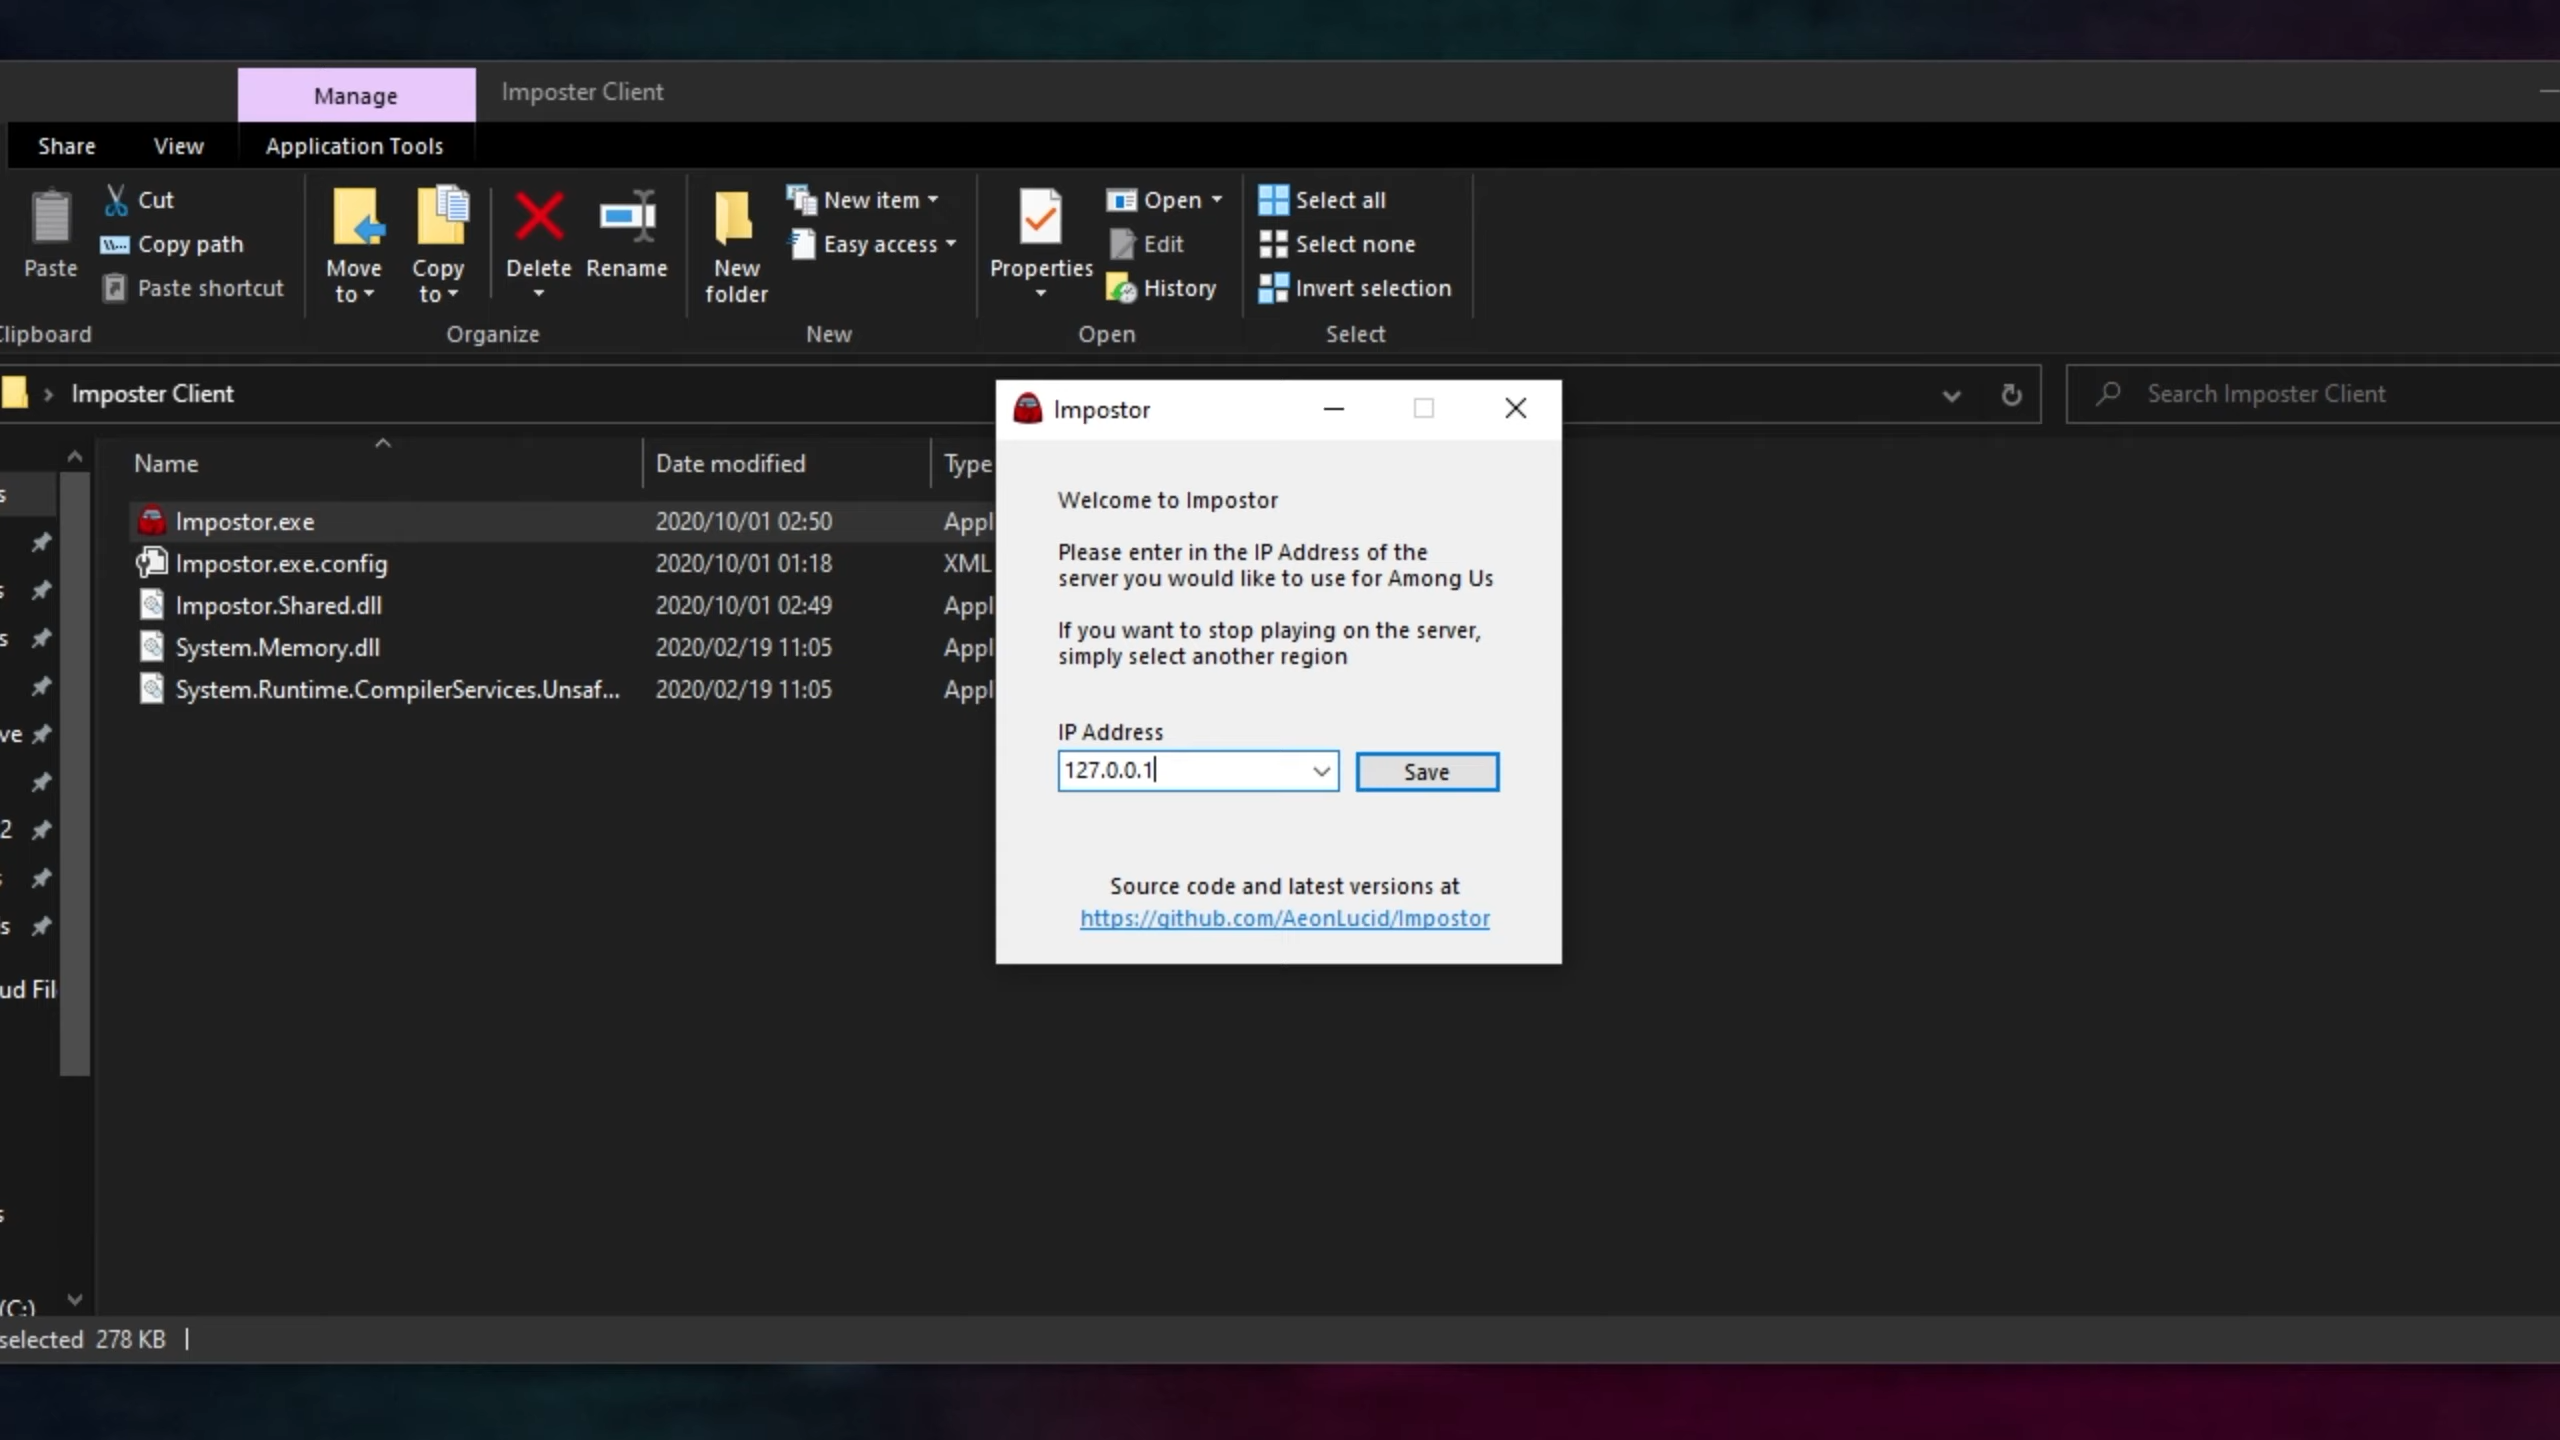 Manage
Imposter Client
Share
View
Application Tools
Paste
Cut
Copy path
Paste shortcut
Move to
Copy to
Delete
Rename
New folder
New item
Easy access
Properties
Open
Edit
History
Select all
Select none
Invert selection
Organize
New
Open
Select
Imposter Client
Search Imposter Client
Name
Date modified
Type
Impostor.exe
2020/10/01 02:50
Impostor.exe.config
2020/10/01 01:18
XML
Impostor.Shared.dll
2020/10/01 02:49
System.Memory.dll
2020/02/19 11:05
System.Runtime.CompilerServices.Unsaf...
2020/02/19 11:05
Impostor
Welcome to Impostor
Please enter in the IP Address of the
server you would like to use for Among Us
If you want to stop playing on the server,
simply select another region
IP Address
127.0.0.1
Save
Source code and latest versions at
https://github.com/AeonLucid/Impostor
(C:)
selected 278 KB